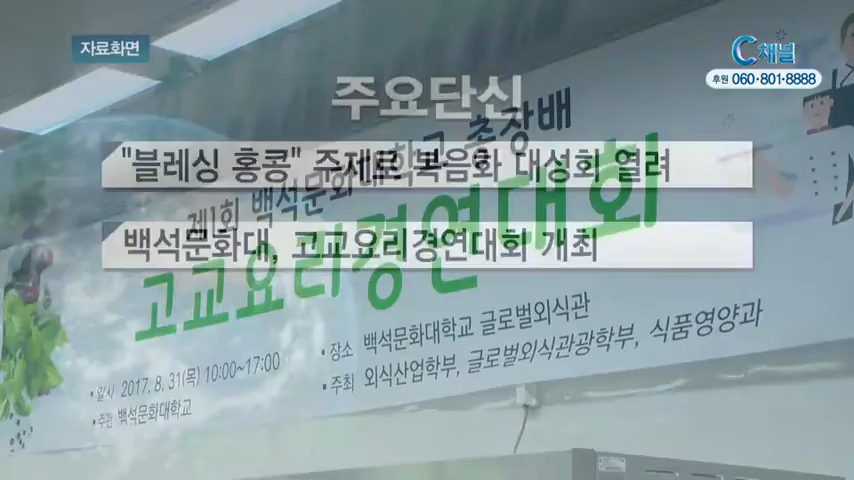 자료화면
C채널
후원 060·801·8888
주요단신
"블레싱 홍콩" 주제로 복음화 대성회 열려
백석문화대, 고교요리경연대회 개최
제1회 백석문화대학교 총장배
고교요리경연대회
▪일시 2017. 8. 31(목) 10:00~17:00
▪주관 백석문화대학교
▪장소 백석문화대학교 글로벌외식관
▪주최 외식산업학부, 글로벌외식관광학부, 식품영양과